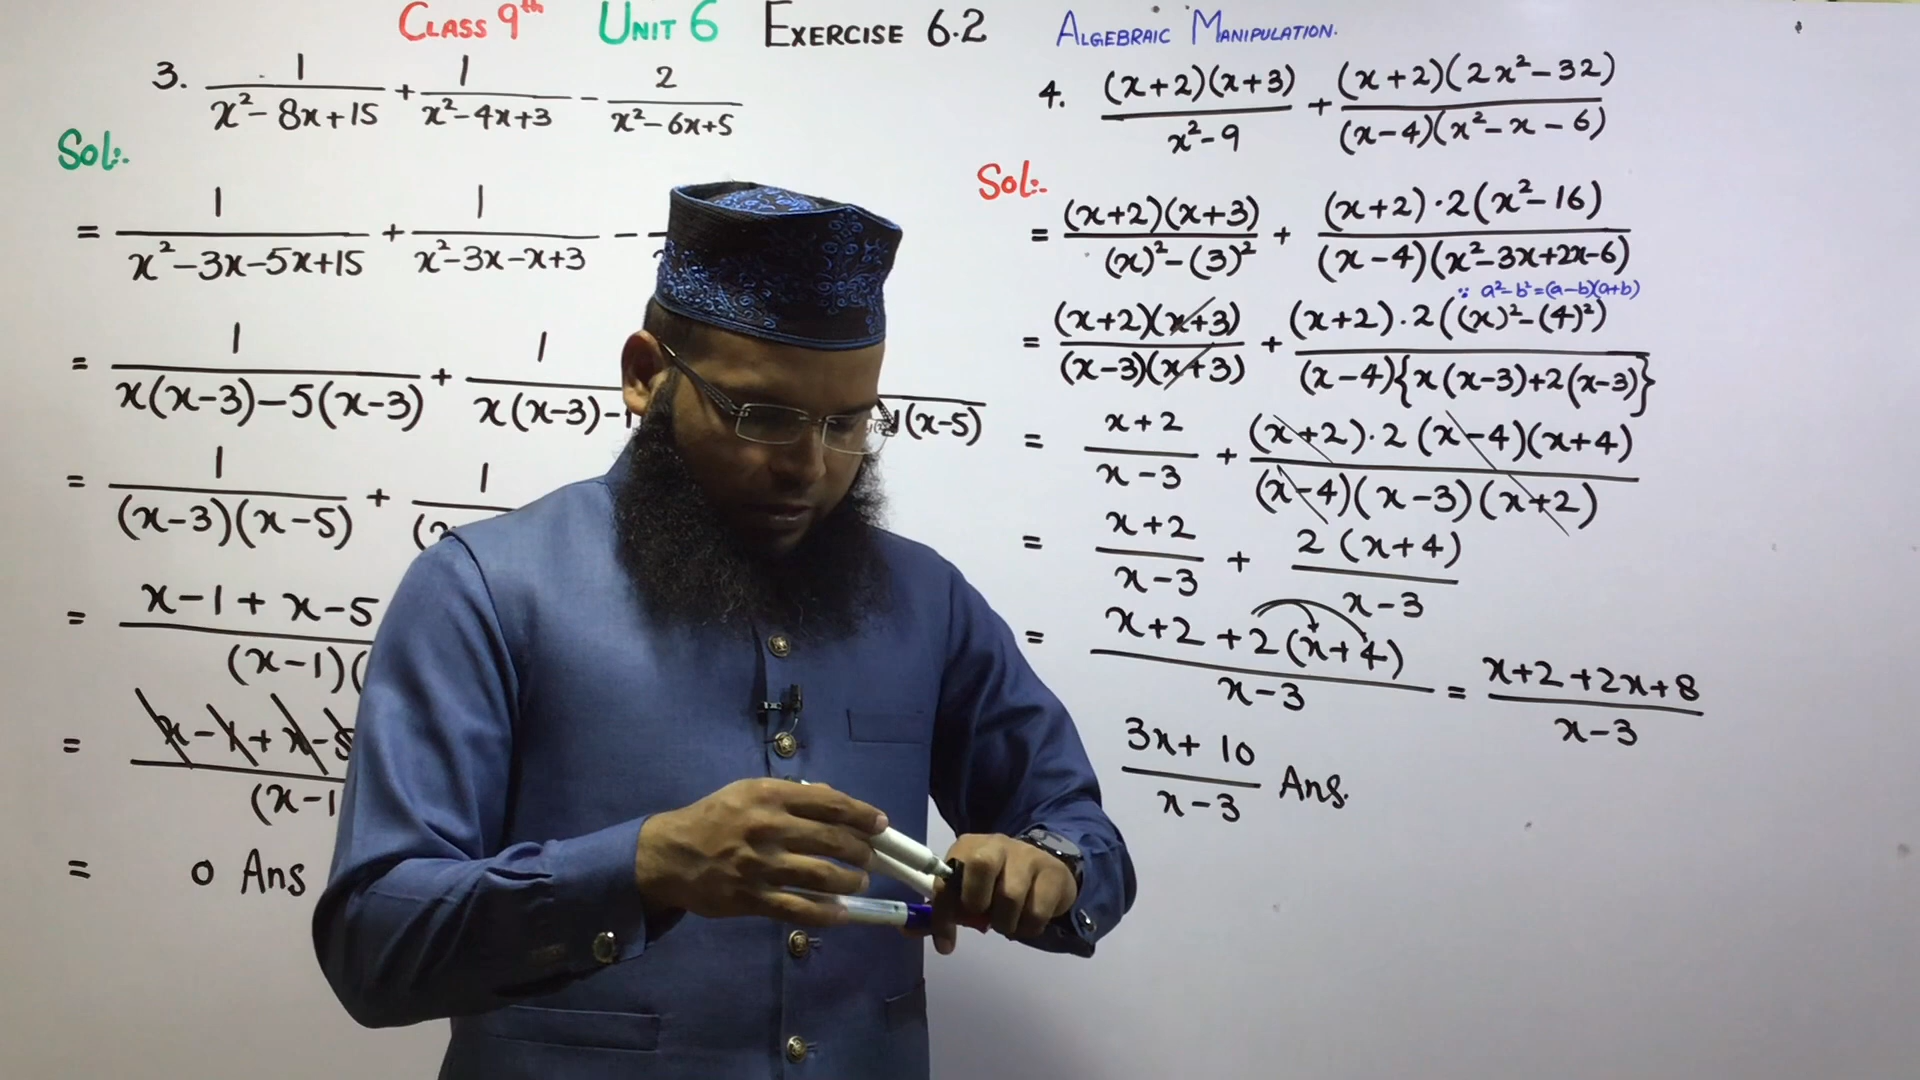 CLASS 9th UNIT 6 EXERCISE 6.2 ALGEBRAIC MANIPULATION.
3. 1/(x²-8x+15) + 1/(x²-4x+3) - 2/(x²-6x+5)
Sol:.
= 1/(x²-3x-5x+15) + 1/(x²-3x-x+3) -
= 1/(x(x-3)-5(x-3)) + 1/(x(x-3)- (x-5)
= 1/((x-3)(x-5)) + 1/(
= x-1+x-5
(x-1)(
= x-1+x-5
(x-1
= 0 Ans
4. (x+2)(x+3)/(x²-9) + (x+2)(2x²-32)/((x-4)(x²-x-6))
Sol:.
= (x+2)(x+3)/((x)²-(3)²) + (x+2)·2(x²-16)/((x-4)(x²-3x+2x-6))
∵ a²-b²=(a-b)(a+b)
= (x+2)(x+3)/((x-3)(x+3)) + (x+2).2((x)²-(4)²)/((x-4){x(x-3)+2(x-3)})
= (x+2)/(x-3) + (x+2)·2(x-4)(x+4)/((x-4)(x-3)(x+2))
= (x+2)/(x-3) + 2(x+4)/(x-3)
= (x+2+2(x+4))/(x-3) = (x+2+2x+8)/(x-3)
(3x+10)/(x-3) Ans.